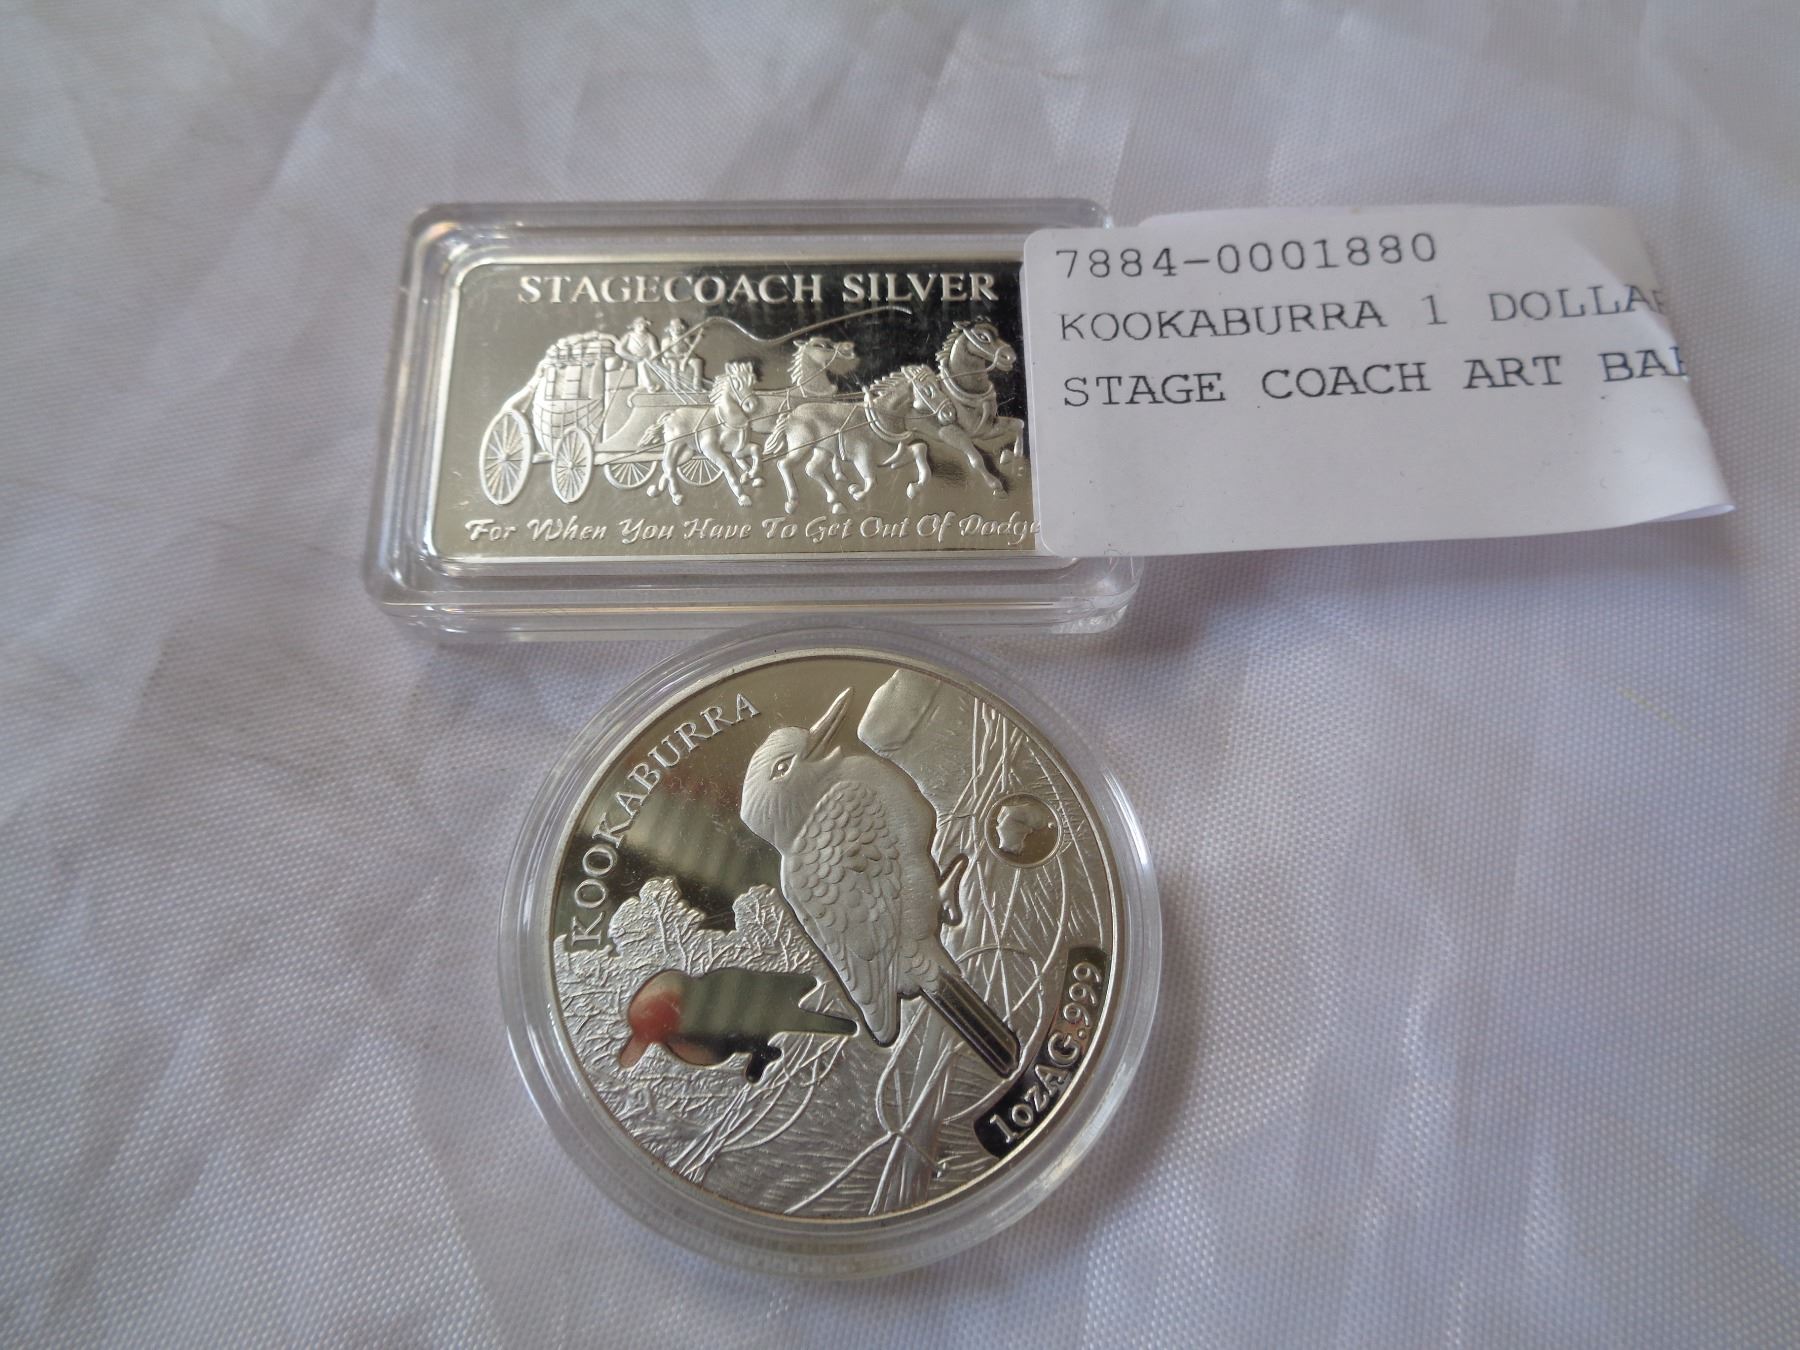 STAGECOACH SILVER
For When You Have To Get Out Of Dodge
7884-0001880
KOOKABURRA 1 DOLLAR
STAGE COACH ART BAR
KOOKABURRA
1ozAG.999